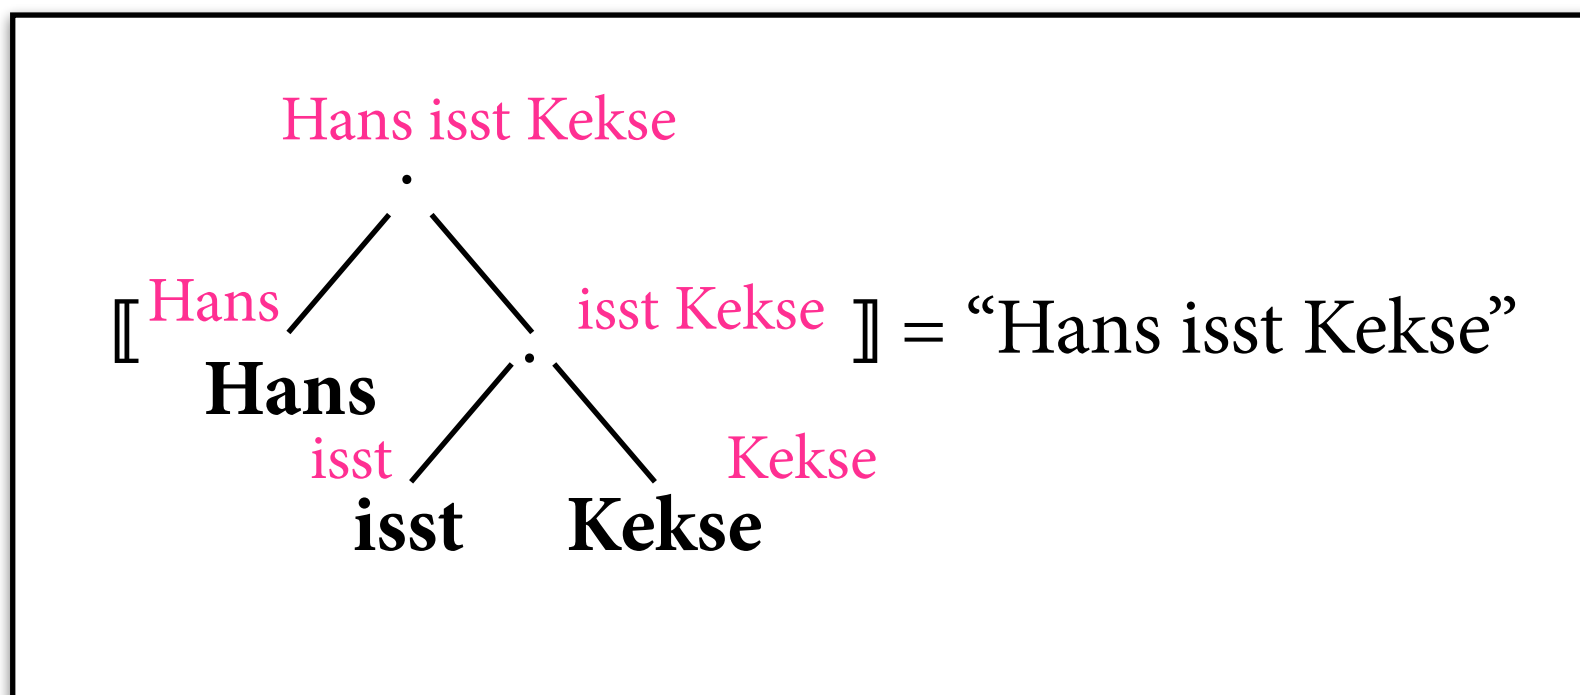 Hans isst Kekse
.
⟦ Hans isst Kekse ⟧ = “Hans isst Kekse”
.
Hans
isst Kekse
isst Kekse